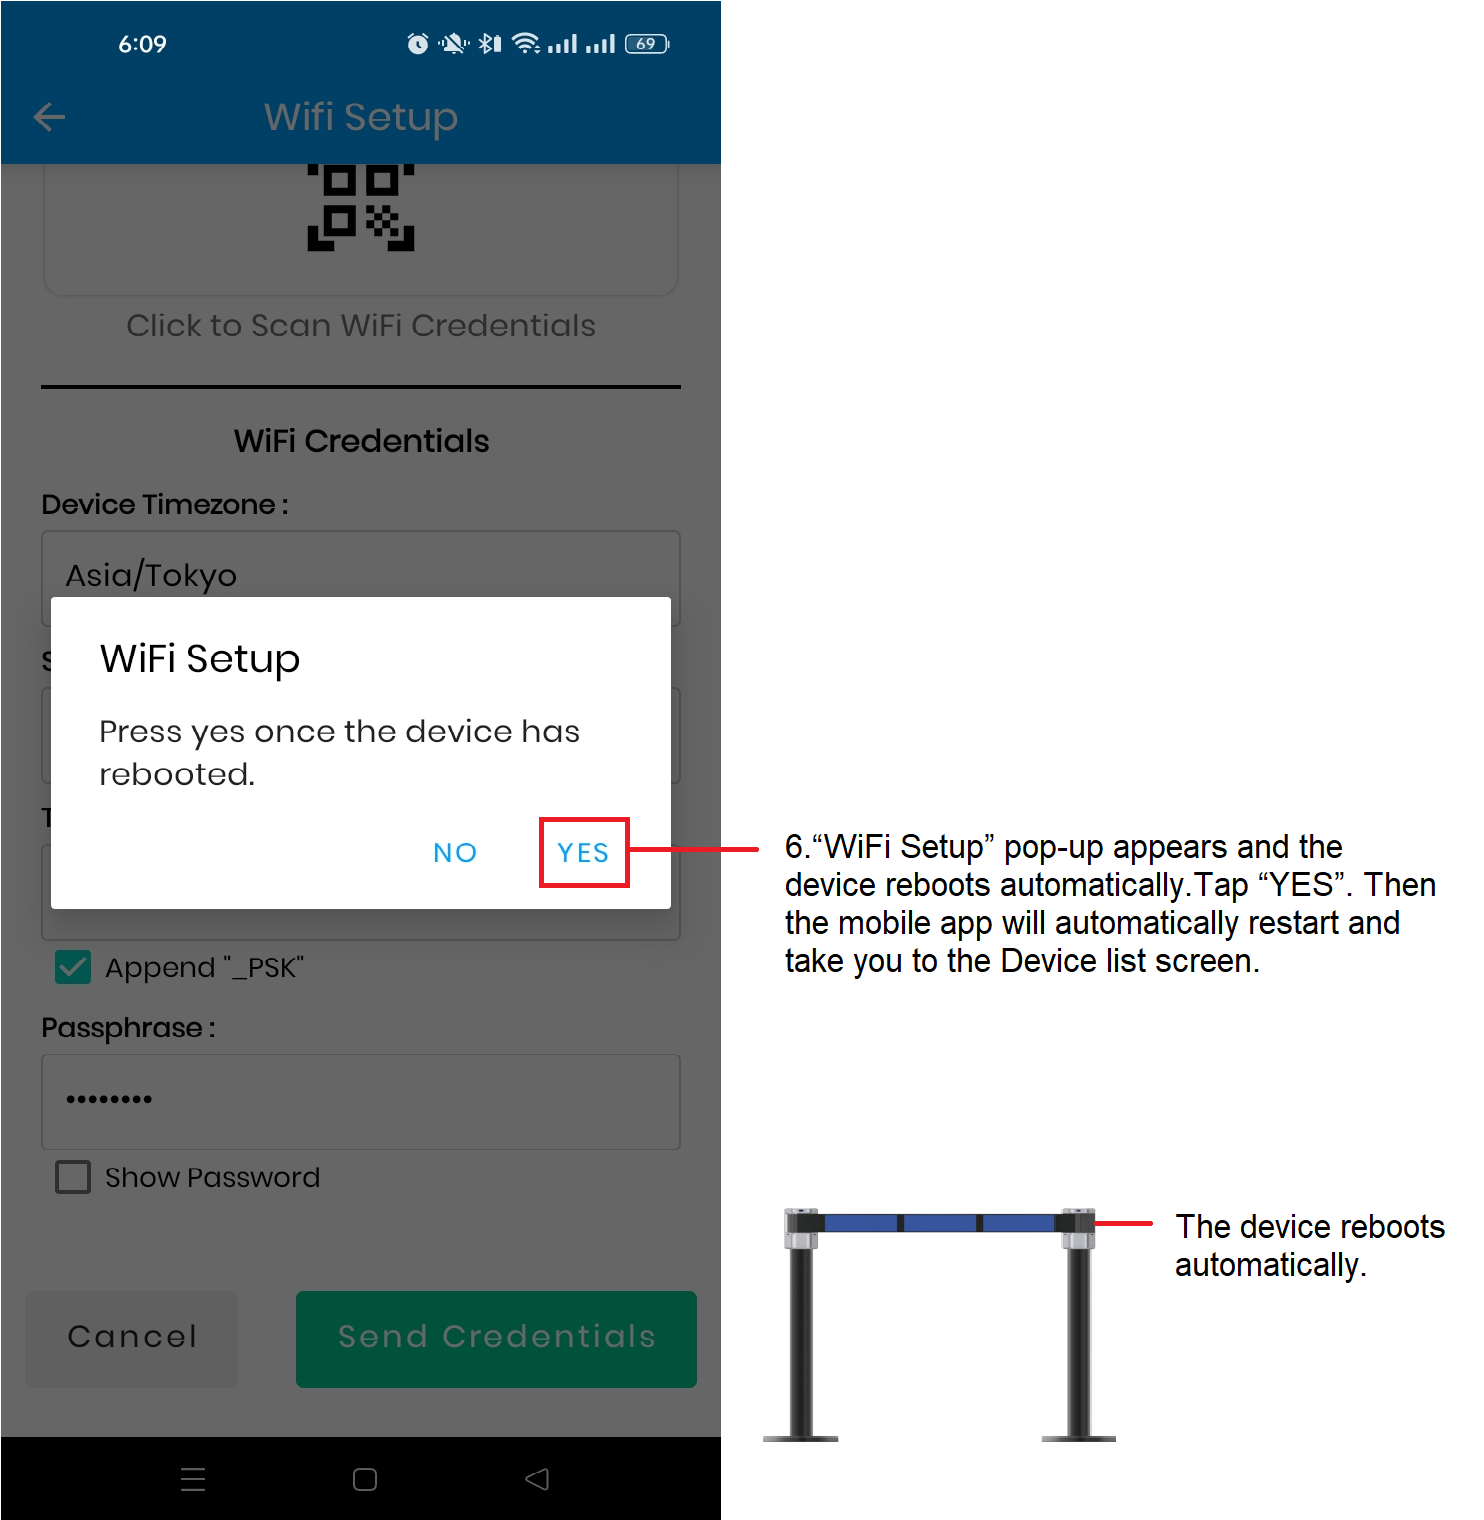 6:09
69
Wifi Setup
Click to Scan WiFi Credentials
WiFi Credentials
Device Timezone :
Asia/Tokyo
WiFi Setup
Press yes once the device has
rebooted.
NO
YES
6.“WiFi Setup” pop-up appears and the
device reboots automatically.Tap “YES”. Then
the mobile app will automatically restart and
take you to the Device list screen.
Append "_PSK"
Passphrase :
••••••••
Show Password
The device reboots
automatically.
Cancel
Send Credentials